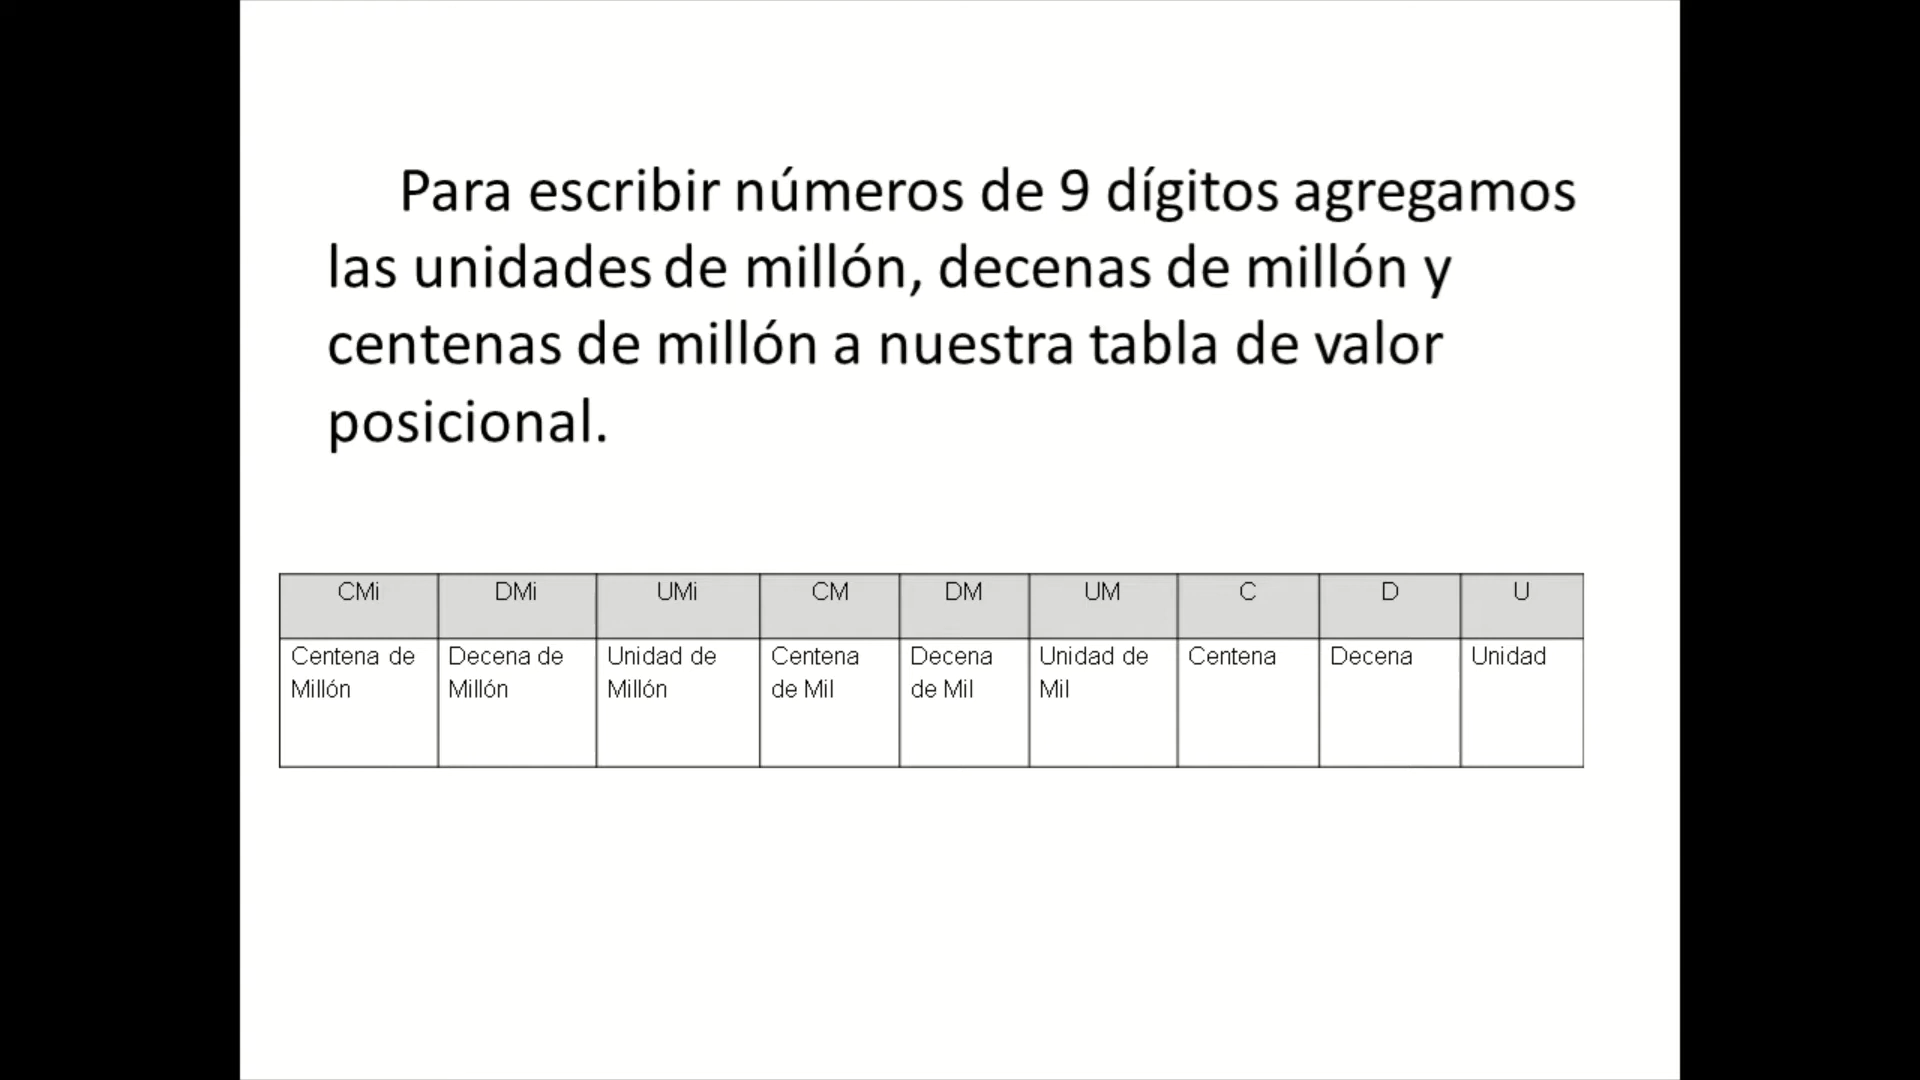 Para escribir números de 9 dígitos agregamos
las unidades de millón, decenas de millón y
centenas de millón a nuestra tabla de valor
posicional.
CMi DMi UMi CM DM UM C D U
Centena de Decena de Unidad de Centena Decena Unidad de Centena Decena Unidad
Millón Millón Millón de Mil de Mil Mil